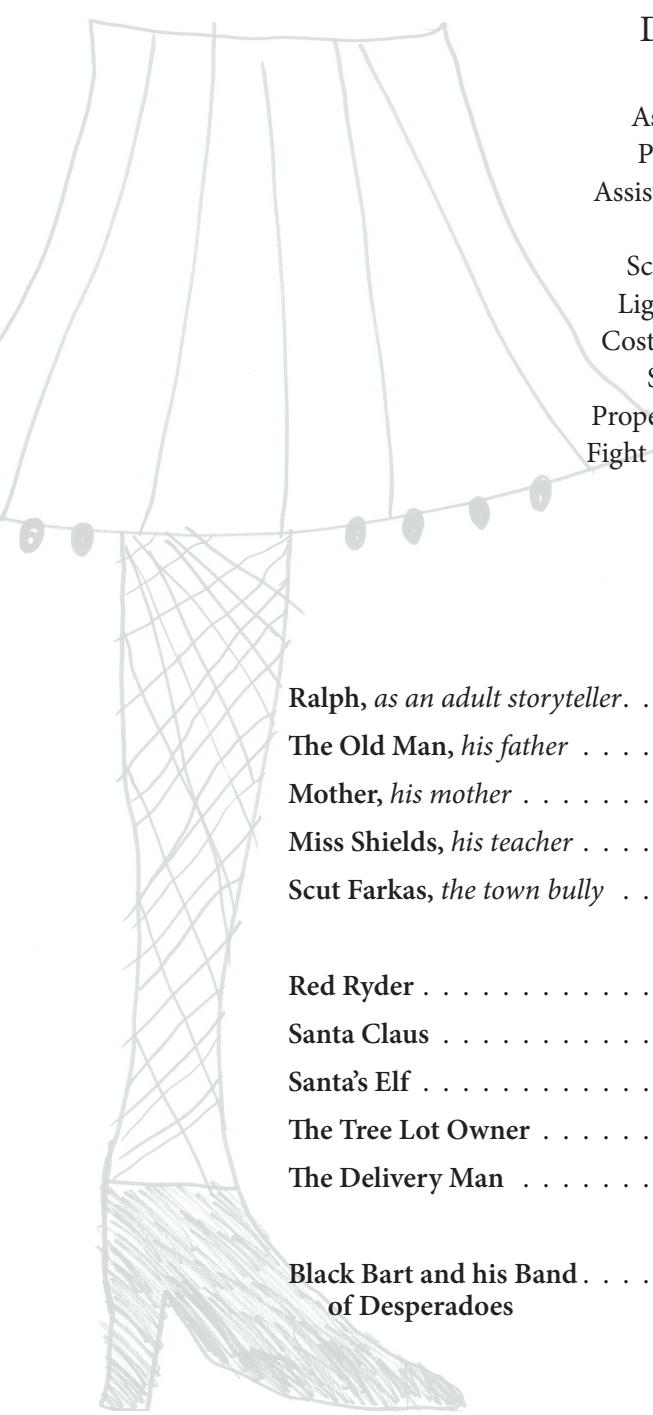 D
As
P
Assis
Sc
Lig
Cost
S
Prope
Fight
Ralph, as an adult storyteller. .
The Old Man, his father . . . .
Mother, his mother . . . . . . .
Miss Shields, his teacher . . . .
Scut Farkas, the town bully . .
Red Ryder . . . . . . . . . . . .
Santa Claus . . . . . . . . . . .
Santa's Elf . . . . . . . . . . . .
The Tree Lot Owner . . . . . .
The Delivery Man . . . . . . .
Black Bart and his Band . . . .
of Desperadoes